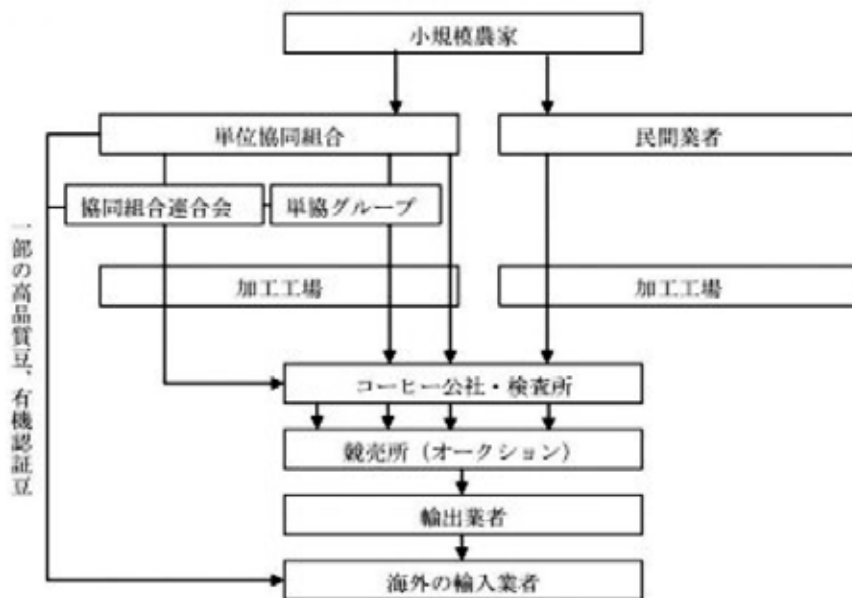 小規模農家
単位協同組合
民間業者
協同組合連合会
単協グループ
加工工場
加工工場
一部の高品質豆、有機認証豆
コーヒー公社・検査所
競売所（オークション）
輸出業者
海外の輸入業者